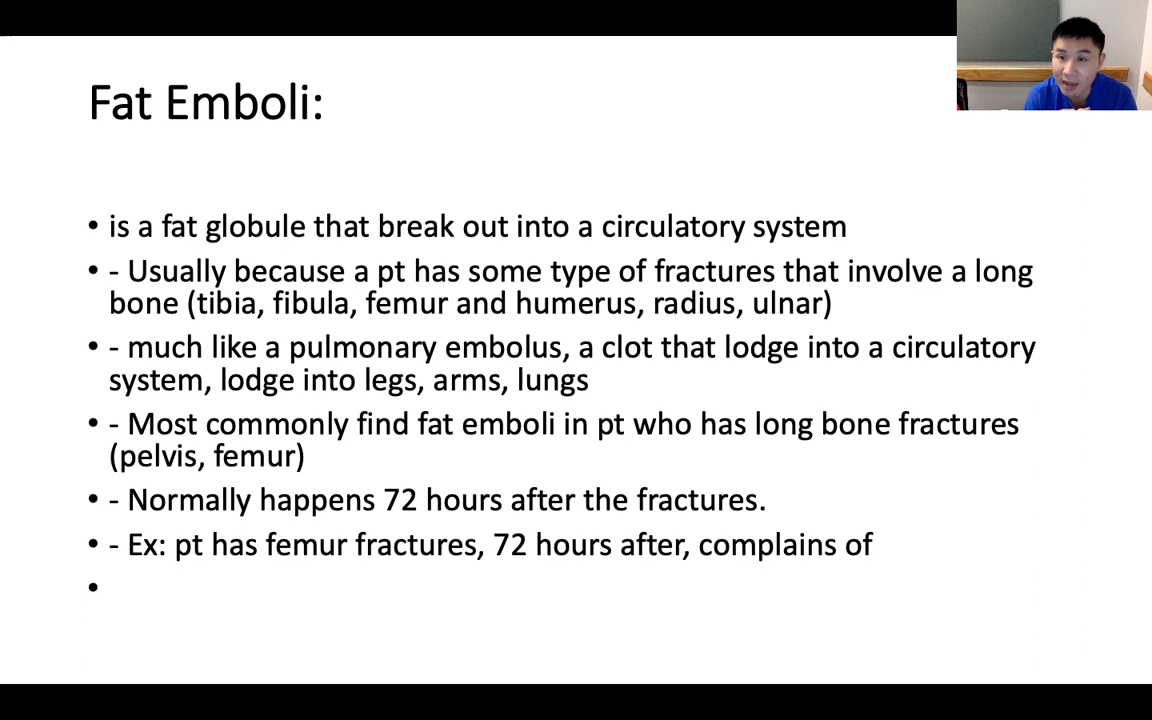 Fat Emboli:
• is a fat globule that break out into a circulatory system
• - Usually because a pt has some type of fractures that involve a long
bone (tibia, fibula, femur and humerus, radius, ulnar)
• - much like a pulmonary embolus, a clot that lodge into a circulatory
system, lodge into legs, arms, lungs
• - Most commonly find fat emboli in pt who has long bone fractures
(pelvis, femur)
• - Normally happens 72 hours after the fractures.
• - Ex: pt has femur fractures, 72 hours after, complains of
•